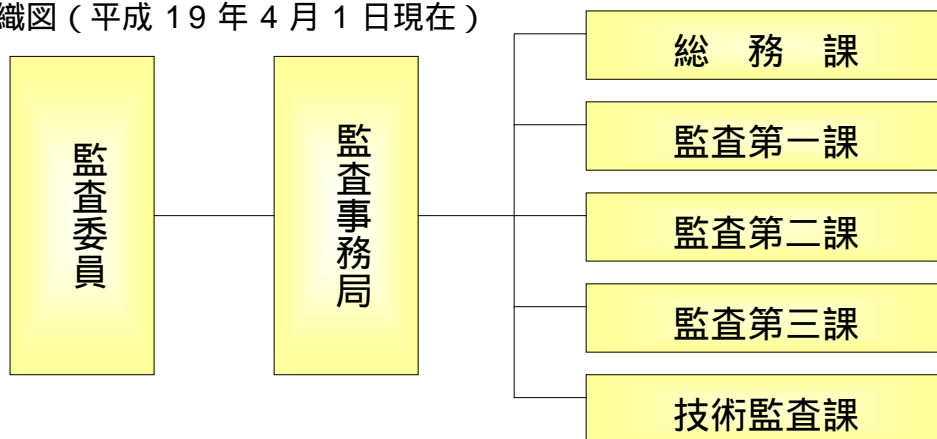 織図(平成 19 年 4 月 1 日現在)
監査委員
監査事務局
総 務 課
監査第一課
監査第二課
監査第三課
技術監査課